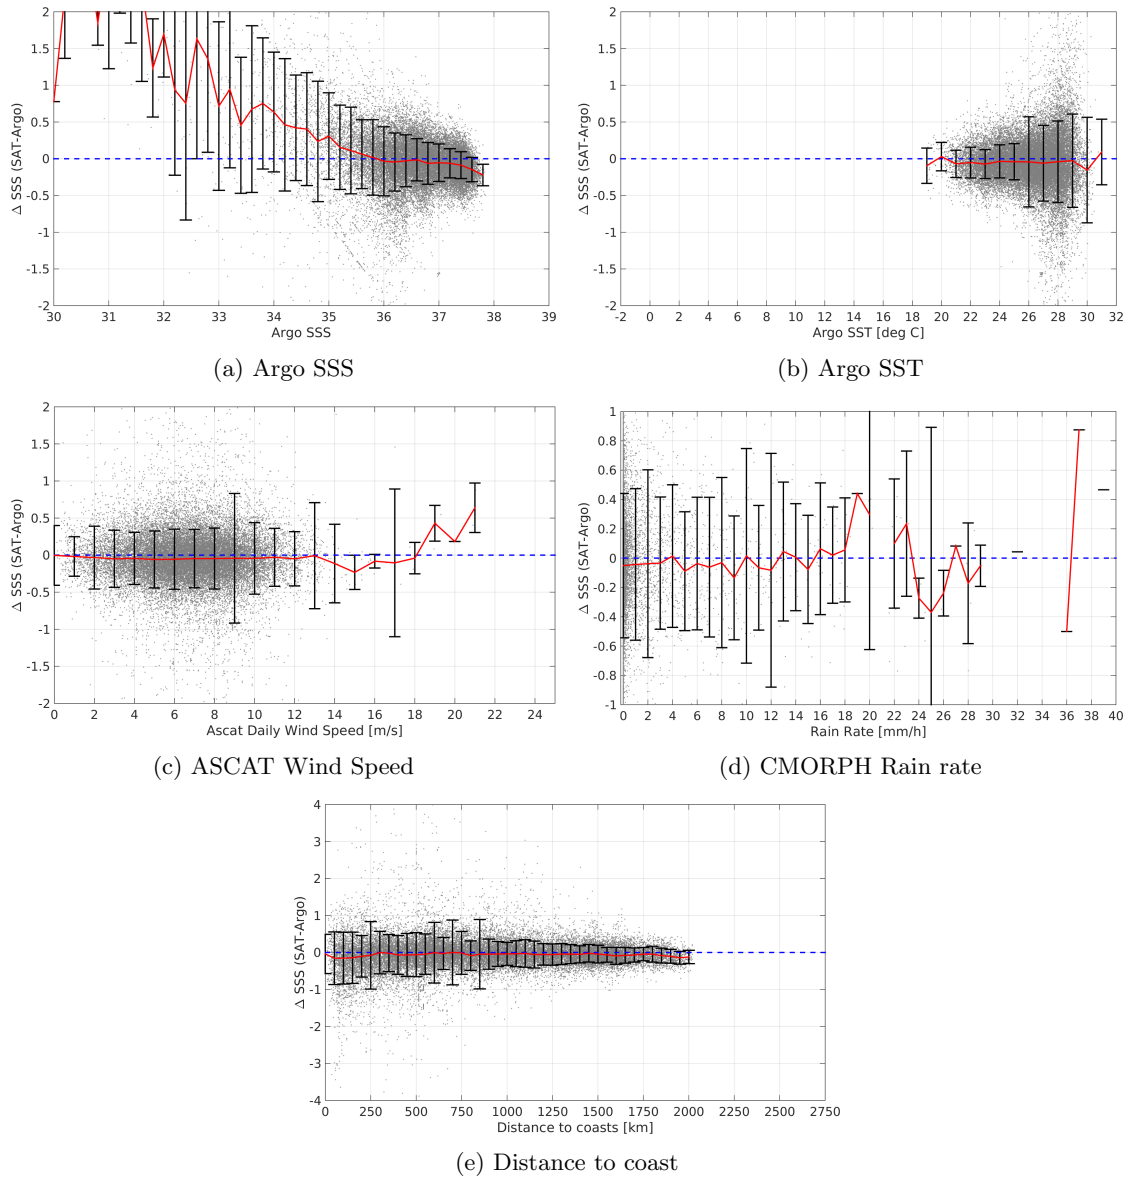 2
1.5
1
0.5
0
-0.5
-1
-1.5
-2
Δ SSS (SAT-Argo)
30 31 32 33 34 35 36 37 38 39
Argo SSS
(a) Argo SSS
2
1.5
1
0.5
0
-0.5
-1
-1.5
-2
Δ SSS (SAT-Argo)
-2 0 2 4 6 8 10 12 14 16 18 20 22 24 26 28 30 32
Argo SST [deg C]
(b) Argo SST
2
1.5
1
0.5
0
-0.5
-1
-1.5
-2
Δ SSS (SAT-Argo)
0 2 4 6 8 10 12 14 16 18 20 22 24
Ascat Daily Wind Speed [m/s]
(c) ASCAT Wind Speed
1
0.8
0.6
0.4
0.2
0
-0.2
-0.4
-0.6
-0.8
-1
Δ SSS (SAT-Argo)
0 2 4 6 8 10 12 14 16 18 20 22 24 26 28 30 32 34 36 38 40
Rain Rate [mm/h]
(d) CMORPH Rain rate
4
3
2
1
0
-1
-2
-3
-4
Δ SSS (SAT-Argo)
0 250 500 750 1000 1250 1500 1750 2000 2250 2500 2750
Distance to coasts [km]
(e) Distance to coast